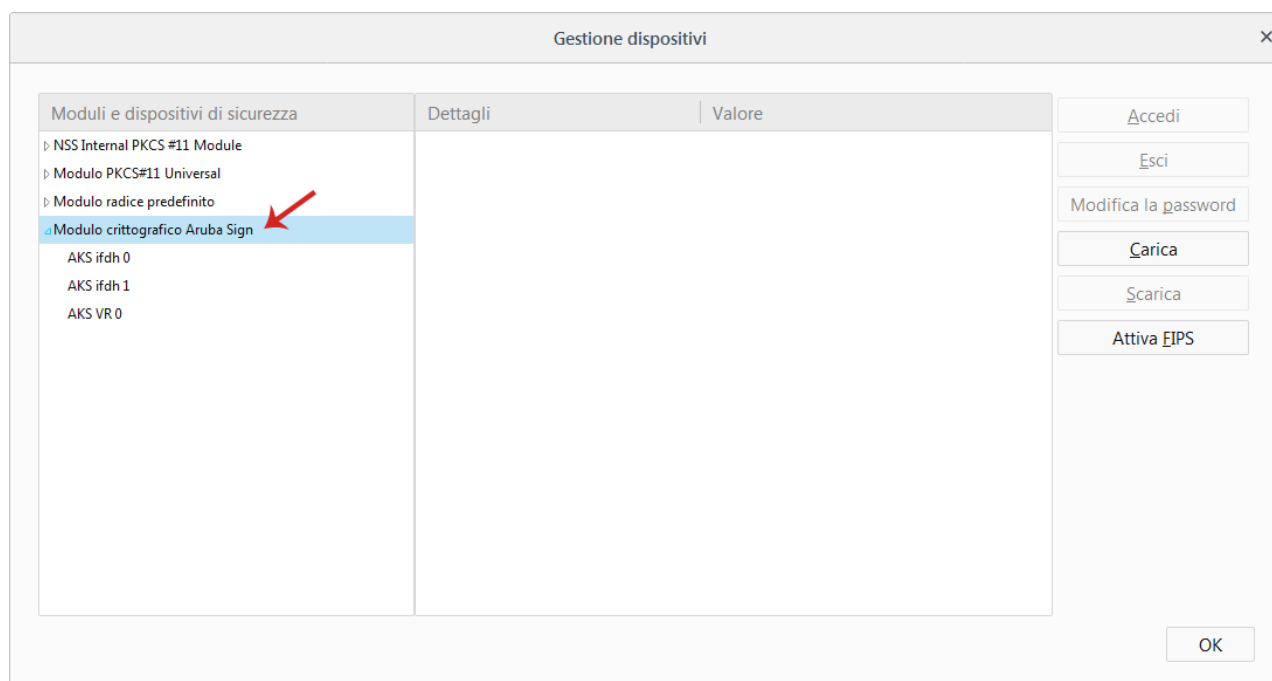 Gestione dispositivi
Moduli e dispositivi di sicurezza
Dettagli
Valore
NSS Internal PKCS #11 Module
Modulo PKCS#11 Universal
Modulo radice predefinito
Modulo crittografico Aruba Sign
AKS ifdh 0
AKS ifdh 1
AKS VR 0
Accedi
Esci
Modifica la password
Carica
Scarica
Attiva FIPS
OK